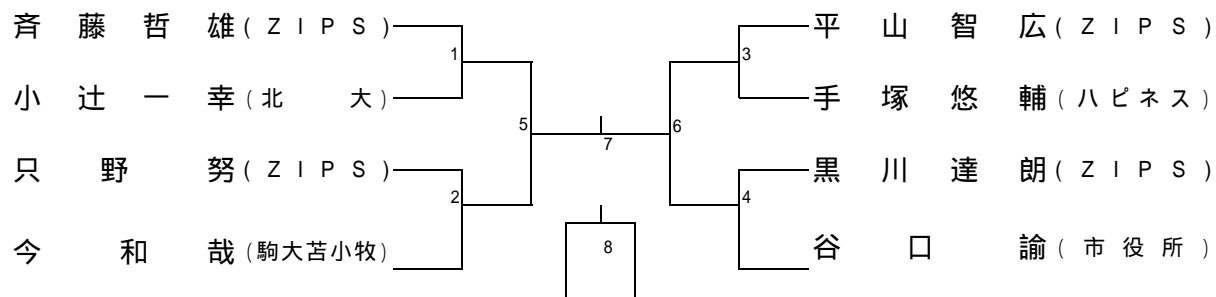 斉藤哲雄(ZIPS) 平山智広(ZIPS)
1 3
小辻一幸(北大) 手塚悠輔(ハピネス)
5 7 6
只野努(ZIPS) 黒川達朗(ZIPS)
2 4
今和哉(駒大苫小牧) 8 谷口諭(市役所)